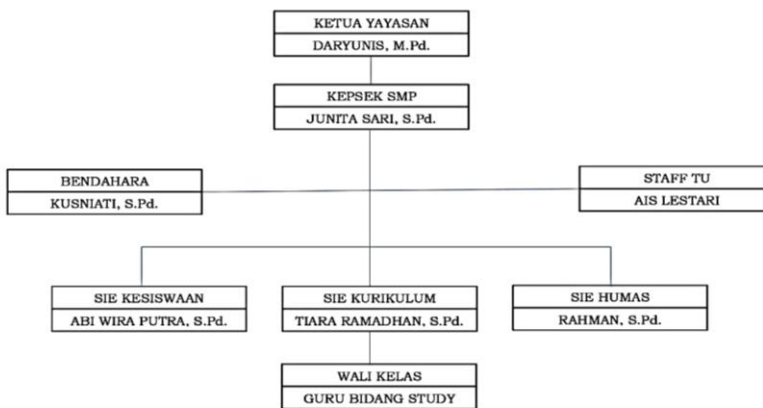 KETUA YAYASAN
DARYUNIS, M.Pd.
KEPSEK SMP
JUNITA SARI, S.Pd.
BENDAHARA
KUSNIATI, S.Pd.
STAFF TU
AIS LESTARI
SIE KESISWAAN
ABI WIRA PUTRA, S.Pd.
SIE KURIKULUM
TIARA RAMADHAN, S.Pd.
SIE HUMAS
RAHMAN, S.Pd.
WALI KELAS
GURU BIDANG STUDY